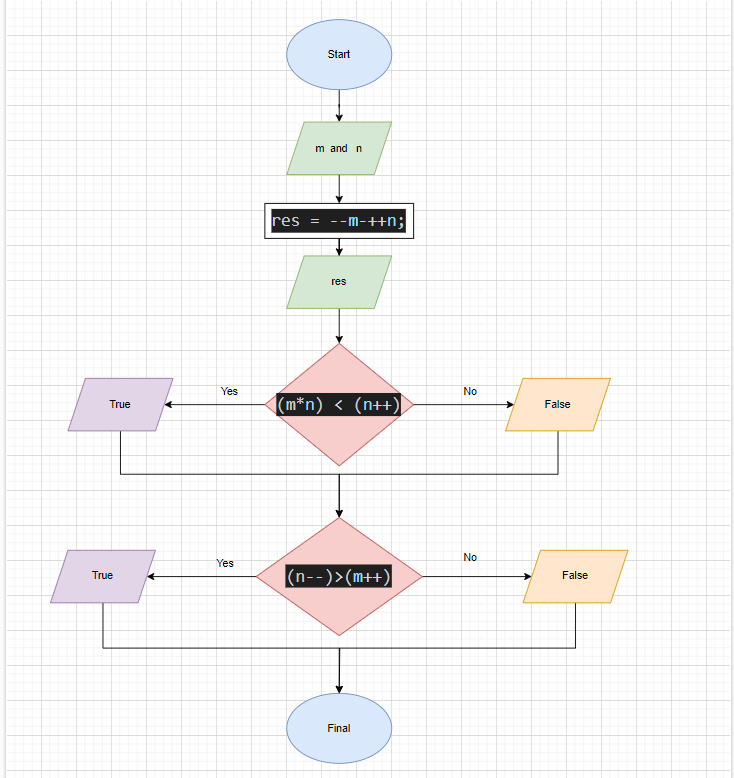 Start
m and n
res = --m-++n;
res
Yes
No
True
(m*n) < (n++)
False
Yes
No
True
(n--)>(m++)
False
Final